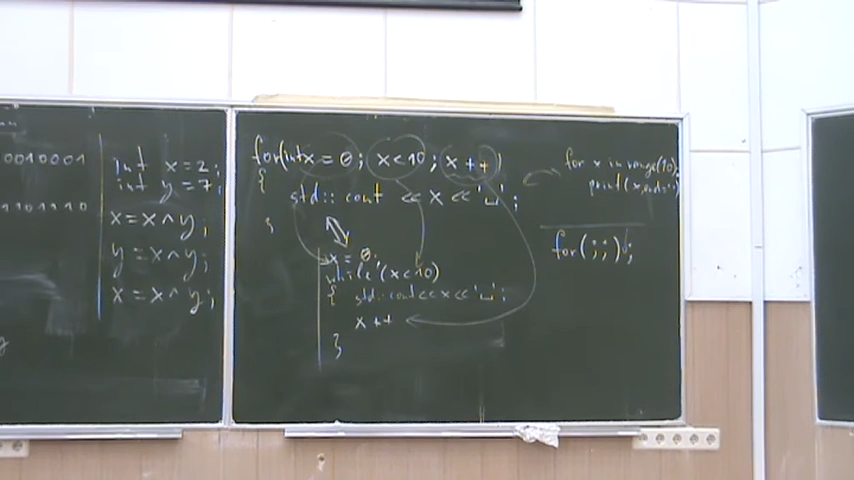 0010001
1101110
int x = 2;
int y = 7;
x = x ^ y;
y = x ^ y;
x = x ^ y;
for(int x = 0; x < 10; x ++)
{
std :: cout << x << '␣';
}
x = 0;
while (x < 10)
{ std :: cout << x << '␣';
x ++
}
for x in range(10):
print(x, end=
for( ; ; );